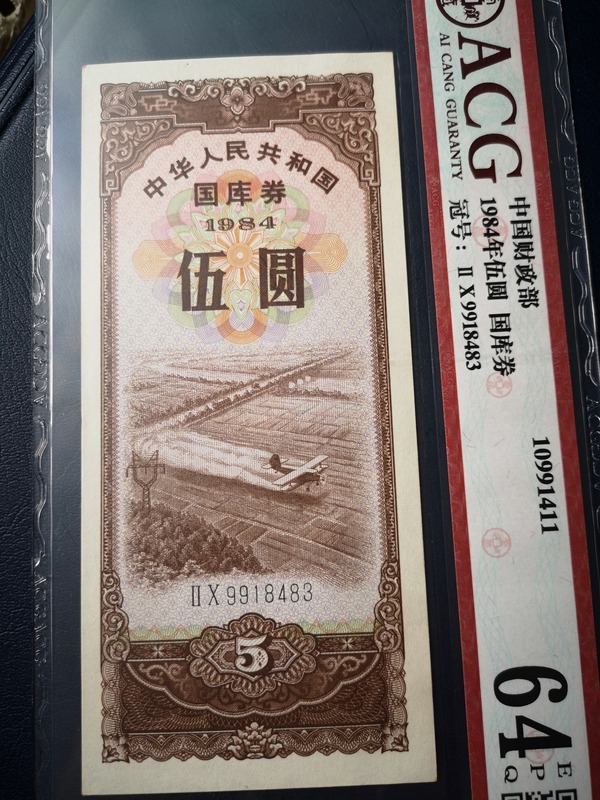 中华人民共和国
国库券
1984
伍圆
ⅡX9918483
5
ACG
AI CANG GUARANTY
中国财政部
1984年伍圆 国库券
冠号：ⅡX9918483
10991411
64
E
P
Q